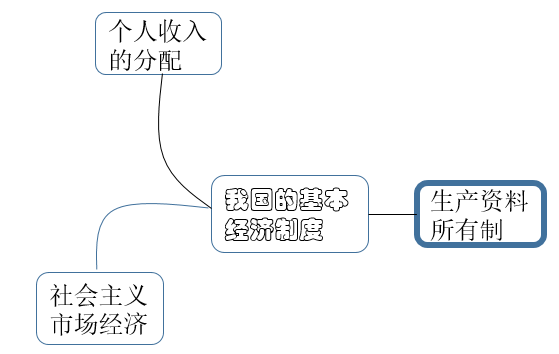 个人收入
的分配
我国的基本
经济制度
生产资料
所有制
社会主义
市场经济